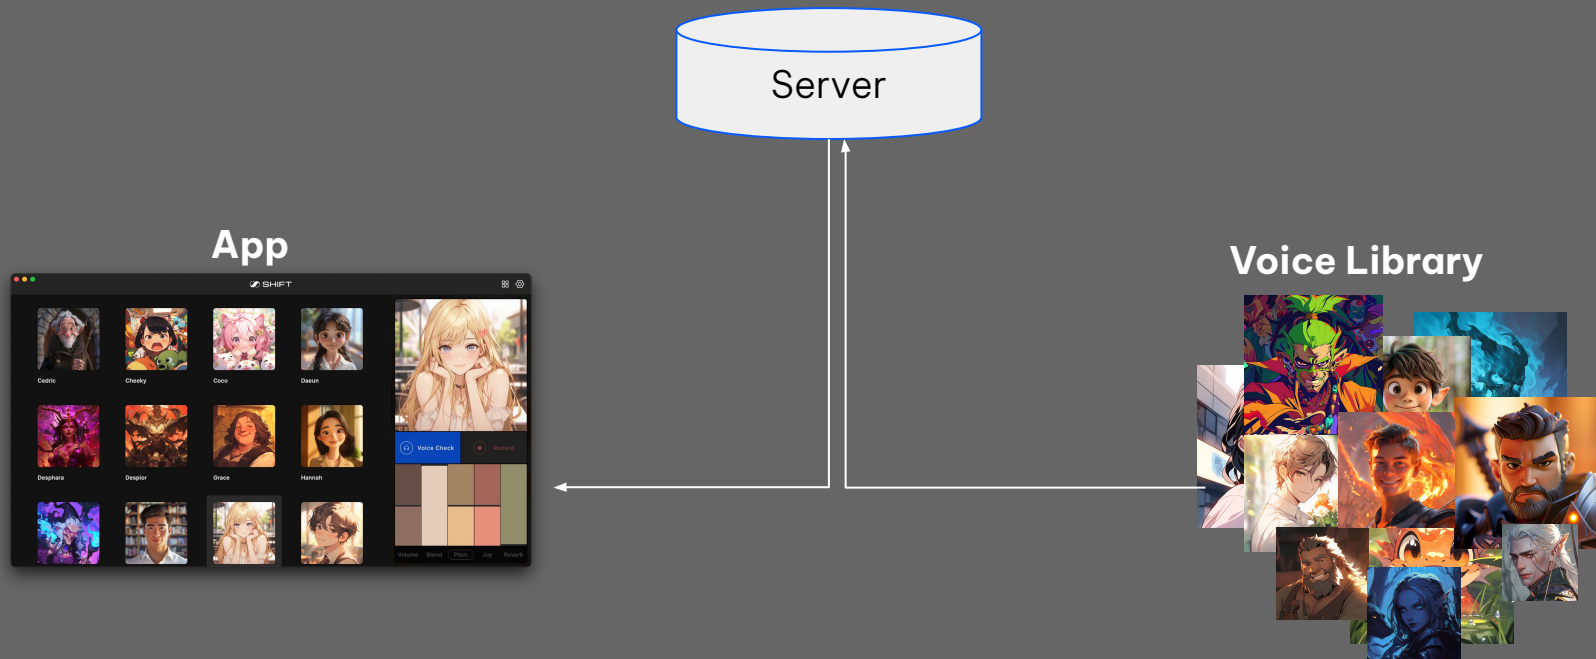 Server
App
Voice Library
SHIFT
Cedric
Cheeky
Coco
Daeun
Voice Check
Record
Desphara
Despior
Grace
Hannah
Volume
Blend
Pitch
Joy
Reverb